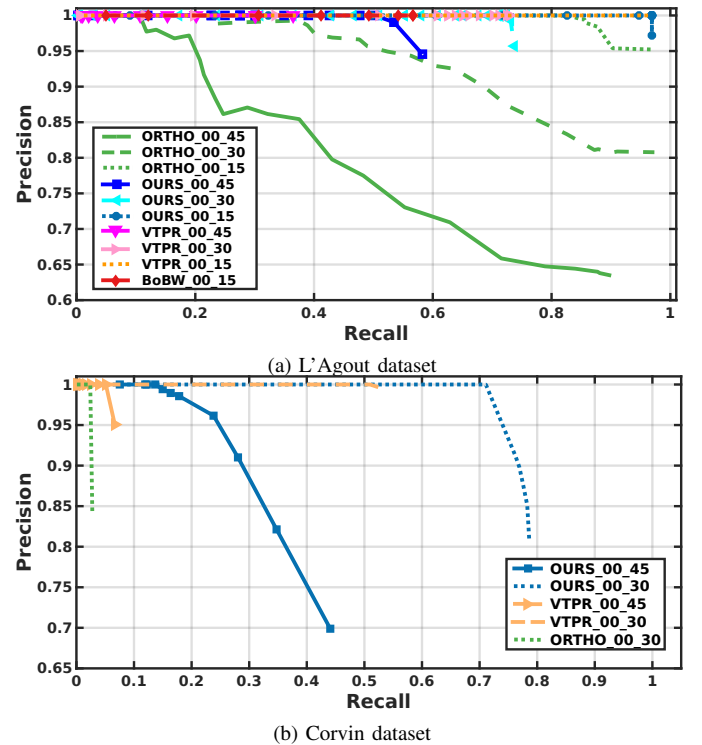 1
0.95
0.9
0.85
0.8
0.75
0.7
0.65
0.6
Precision
ORTHO_00_45
ORTHO_00_30
ORTHO_00_15
OURS_00_45
OURS_00_30
OURS_00_15
VTPR_00_45
VTPR_00_30
VTPR_00_15
BoBW_00_15
0 0.2 0.4 0.6 0.8 1
Recall
(a) L'Agout dataset
1
0.95
0.9
0.85
0.8
0.75
0.7
0.65
Precision
OURS_00_45
OURS_00_30
VTPR_00_45
VTPR_00_30
ORTHO_00_30
0 0.1 0.2 0.3 0.4 0.5 0.6 0.7 0.8 0.9 1
Recall
(b) Corvin dataset